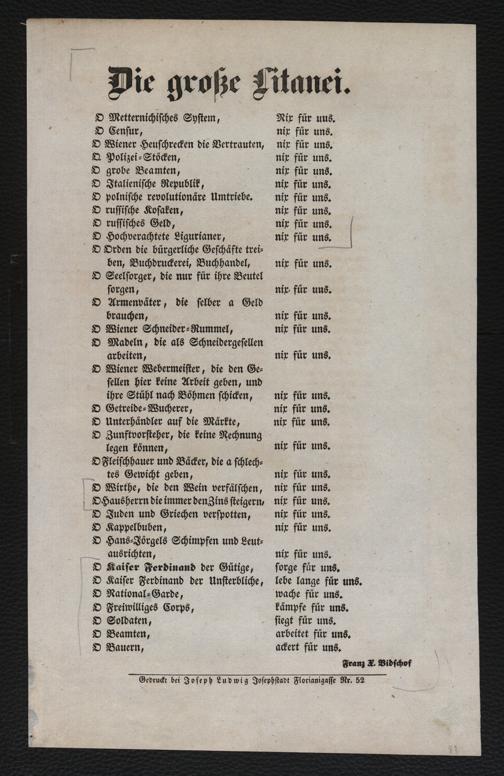 Die große Litanei.
O Metternichisches System, Nix für uns.
O Censur, nix für uns.
O Wiener Heuschrecken die Vertrauten, nix für uns.
O Polizei-Stöcken, nix für uns.
O grobe Beamten, nix für uns.
O Italienische Republik, nix für uns.
O polnische revolutionäre Umtriebe. nix für uns.
O russische Kosaken, nix für uns.
O russisches Geld, nix für uns.
O Hochverachtete Ligurianer, nix für uns.
O Orden die bürgerliche Geschäfte trei-
ben, Buchdruckerei, Buchhandel, nix für uns.
O Seelsorger, die nur für ihre Beutel
sorgen, nix für uns.
O Armenväter, die selber a Geld
brauchen, nix für uns.
O Wiener Schneider-Rummel, nix für uns.
O Madeln, die als Schneidergesellen
arbeiten, nix für uns.
O Wiener Webermeister, die den Ge-
sellen hier keine Arbeit geben, und
ihre Stühl nach Böhmen schicken, nix für uns.
O Getreide-Wucherer, nix für uns.
O Unterhändler auf die Märkte, nix für uns.
O Zunftvorsteher, die keine Rechnung
legen können, nix für uns.
O Fleischhauer und Bäcker, die a schlech-
tes Gewicht geben, nix für uns.
O Wirthe, die den Wein verfälschen, nix für uns.
O Hausherrn die immer den Zins steigern, nix für uns.
O Juden und Griechen verspotten, nix für uns.
O Kappelbuben, nix für uns.
O Hans-Jörgels Schimpfen und Leut-
ausrichten, nix für uns.
O Kaiser Ferdinand der Gütige, sorge für uns.
O Kaiser Ferdinand der Unsterbliche, lebe lange für uns.
O National-Garde, wache für uns.
O Freiwilliges Corps, kämpfe für uns.
O Soldaten, siegt für uns.
O Beamten, arbeitet für uns.
O Bauern, ackert für uns.
Franz X. Bidschof
Gedruckt bei Joseph Ludwig Josephstadt Florianigasse Nr. 52